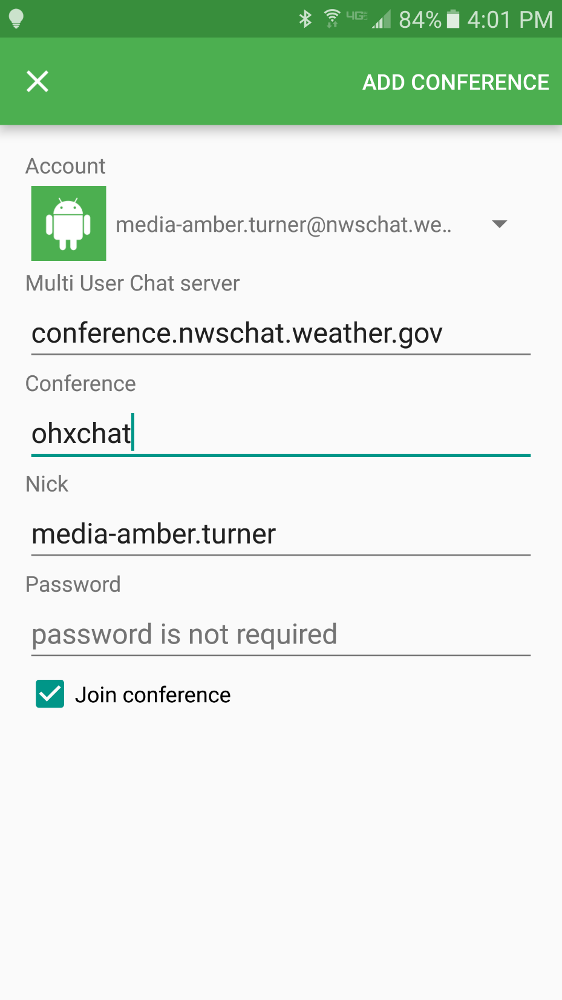 4G 84% 4:01 PM
ADD CONFERENCE
Account
media-amber.turner@nwschat.we..
Multi User Chat server
conference.nwschat.weather.gov
Conference
ohxchat
Nick
media-amber.turner
Password
password is not required
Join conference